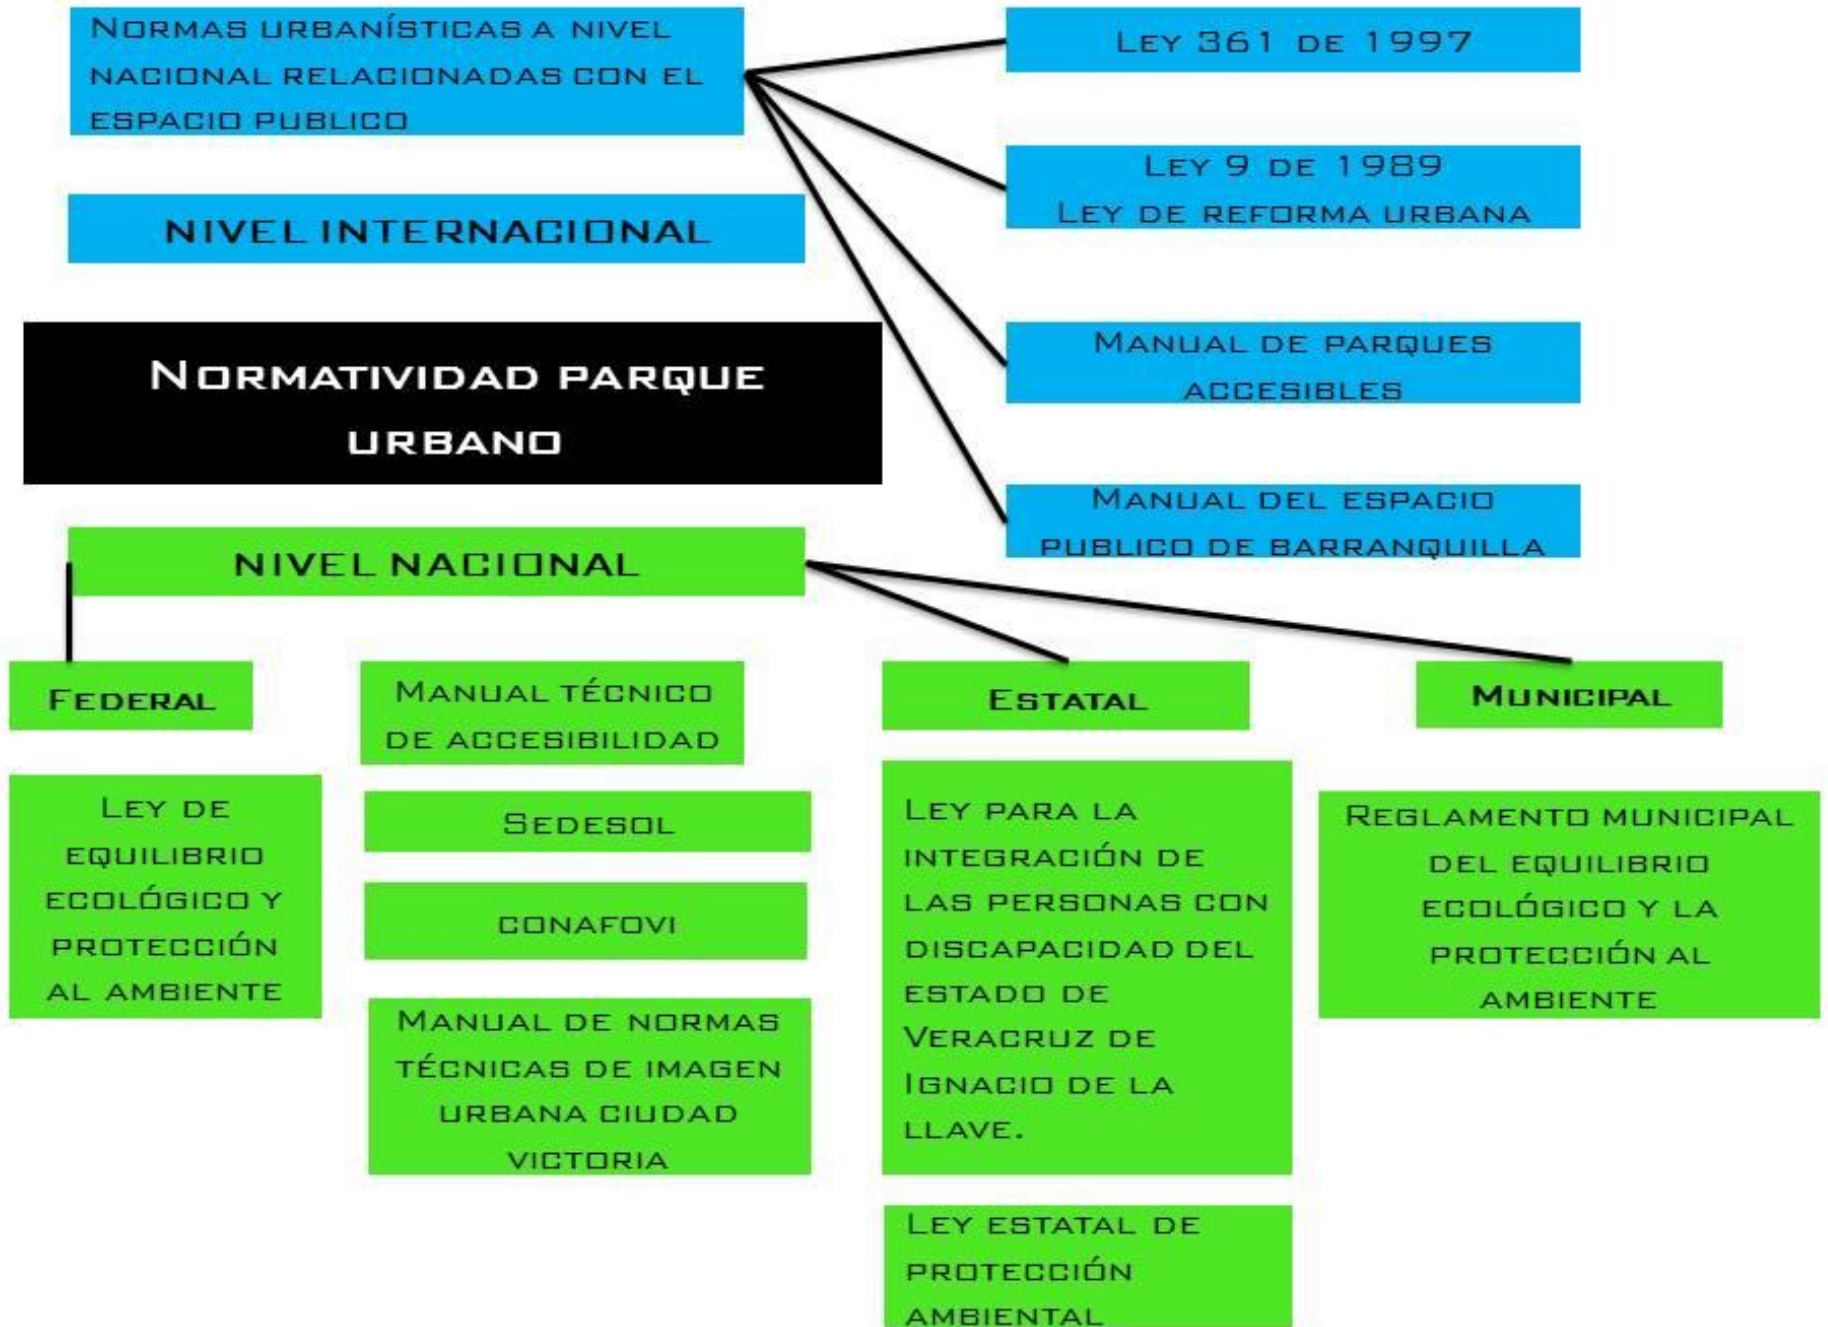 Normas urbanísticas a nivel
nacional relacionadas con el
espacio publico
Ley 361 de 1997
Ley 9 de 1989
Ley de reforma urbana
NIVEL INTERNACIONAL
Manual de parques
accesibles
Normatividad parque
urbano
Manual del espacio
publico de barranquilla
NIVEL NACIONAL
Federal
Manual técnico
de accesibilidad
Estatal
Municipal
Ley de
equilibrio
ecológico y
protección
al ambiente
Sedesol
conafovi
Manual de normas
técnicas de imagen
urbana ciudad
victoria
Ley para la
integración de
las personas con
discapacidad del
estado de
Veracruz de
Ignacio de la
llave.
Ley estatal de
protección
ambiental
Reglamento municipal
del equilibrio
ecológico y la
protección al
ambiente